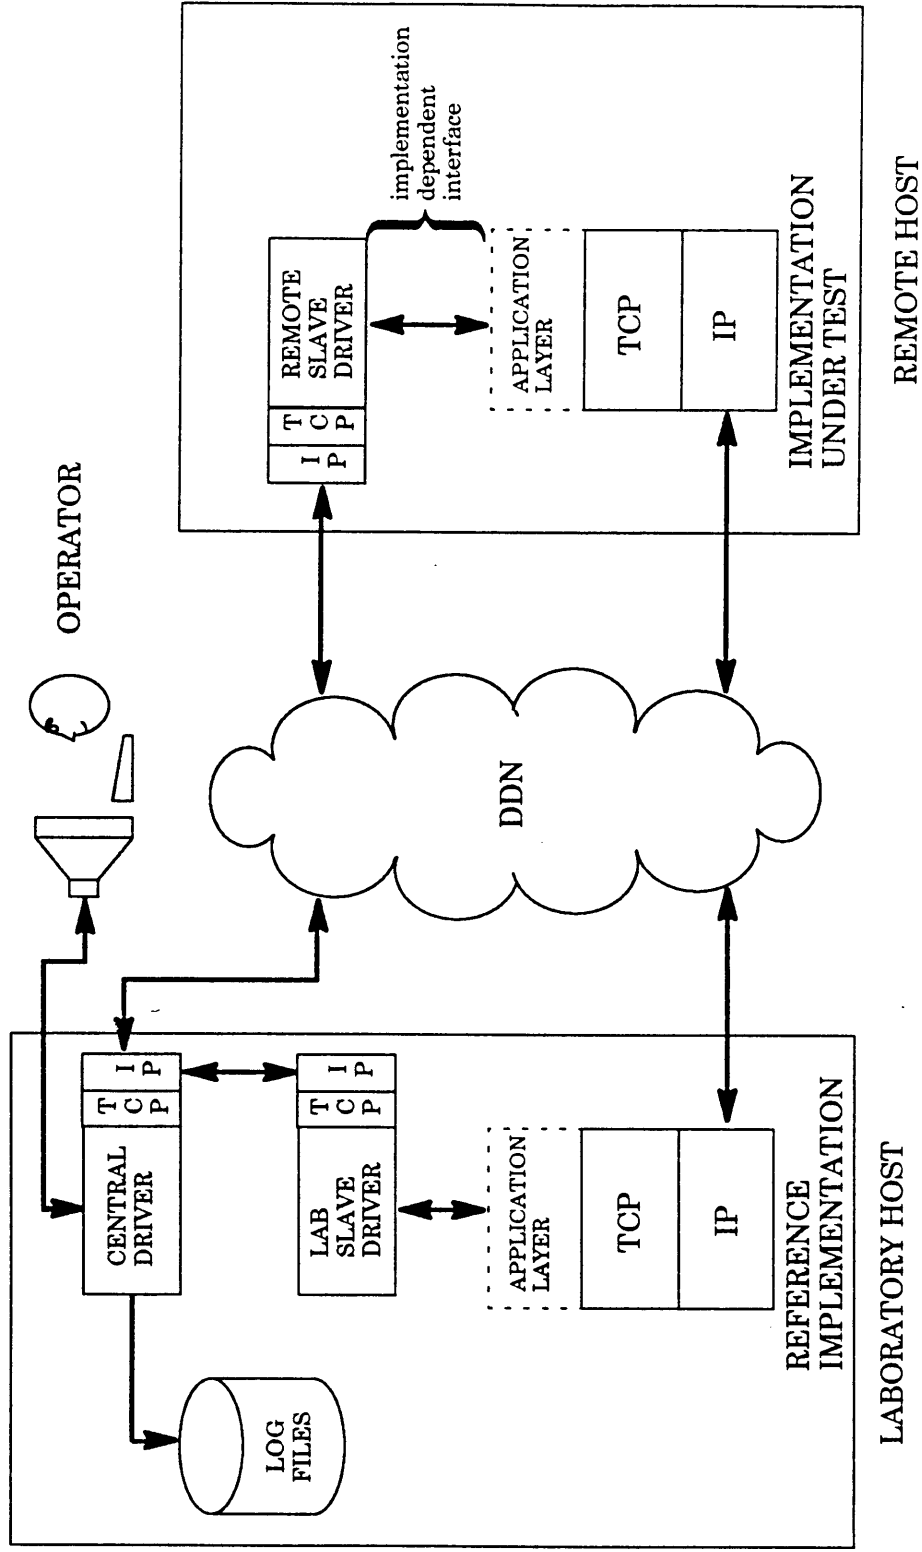 OPERATOR
CENTRAL
DRIVER
T
C
P
I
P
LOG
FILES
LAB
SLAVE
DRIVER
T
C
P
I
P
APPLICATION
LAYER
TCP
IP
REFERENCE
IMPLEMENTATION
LABORATORY HOST
DDN
I
P
T
C
P
REMOTE
SLAVE
DRIVER
implementation
dependent
interface
APPLICATION
LAYER
TCP
IP
IMPLEMENTATION
UNDER TEST
REMOTE HOST